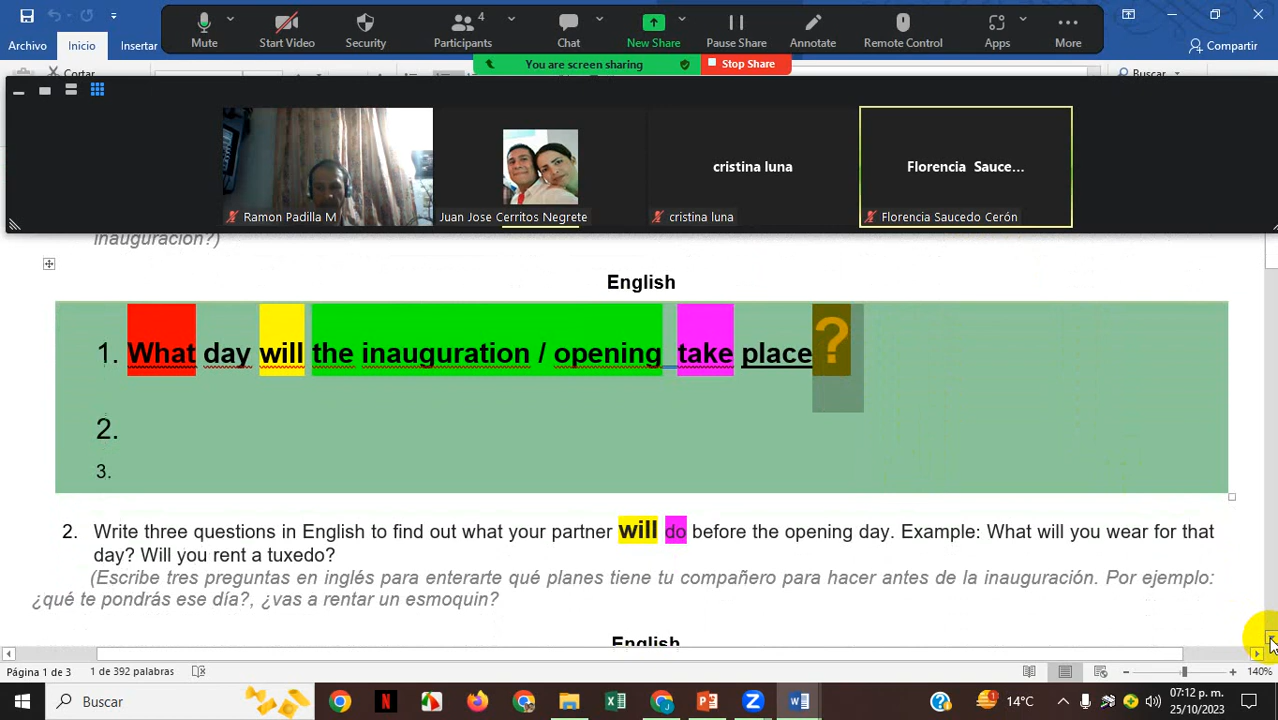 Mute
Start Video
Security
Participants 4
Chat
New Share
Pause Share
Annotate
Remote Control
Apps
More
Archivo
Inicio
Insertar
Compartir
You are screen sharing
Stop Share
Cortar
Buscar
cristina luna
Florencia Sauce...
Ramon Padilla M
Juan Jose Cerritos Negrete
cristina luna
Florencia Saucedo Cerón
inauguración?)
English
1. What day will the inauguration / opening take place?
2.
3.
2. Write three questions in English to find out what your partner will do before the opening day. Example: What will you wear for that
day? Will you rent a tuxedo?
(Escribe tres preguntas en inglés para enterarte qué planes tiene tu compañero para hacer antes de la inauguración. Por ejemplo:
¿qué te pondrás ese día?, ¿vas a rentar un esmoquin?
English
Página 1 de 3
1 de 392 palabras
140%
Buscar
14°C
07:12 p. m.
25/10/2023